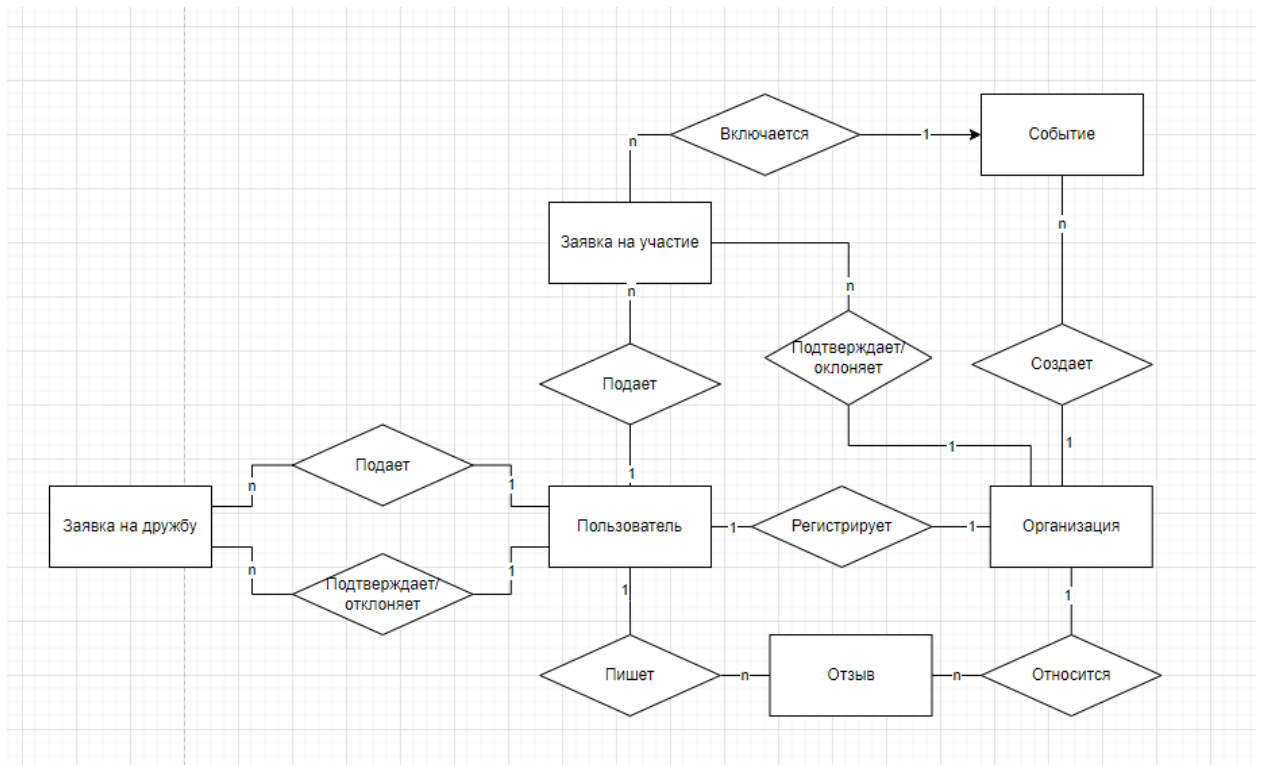 Включается
1
Событие
n
Заявка на участие
n
n
n
Подтверждает/
оклоняет
Создает
Подает
1
1
1
Подает
n
1
Заявка на дружбу
Пользователь
1
Регистрирует
1
Организация
n
1
Подтверждает/
отклоняет
1
1
Пишет
n
Отзыв
n
Относится